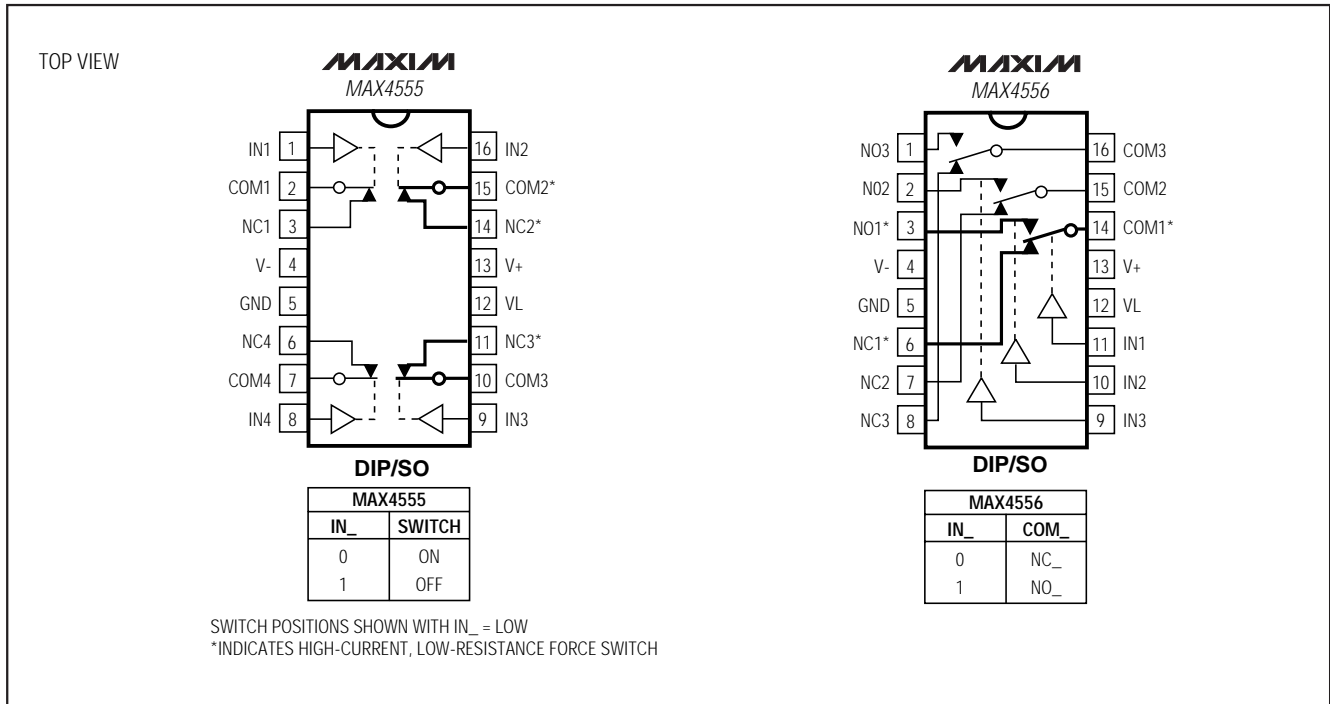 TOP VIEW
MAXIM
MAX4555
IN1 1
COM1 2
NC1 3
V- 4
GND 5
NC4 6
COM4 7
IN4 8
16 IN2
15 COM2*
14 NC2*
13 V+
12 VL
11 NC3*
10 COM3
9 IN3
DIP/SO
MAX4555
IN_ SWITCH
0 ON
1 OFF
SWITCH POSITIONS SHOWN WITH IN_ = LOW
*INDICATES HIGH-CURRENT, LOW-RESISTANCE FORCE SWITCH
MAXIM
MAX4556
NO3 1
N02 2
NO1* 3
V- 4
GND 5
NC1* 6
NC2 7
NC3 8
16 COM3
15 COM2
14 COM1*
13 V+
12 VL
11 IN1
10 IN2
9 IN3
DIP/SO
MAX4556
IN_ COM_
0 NC_
1 NO_